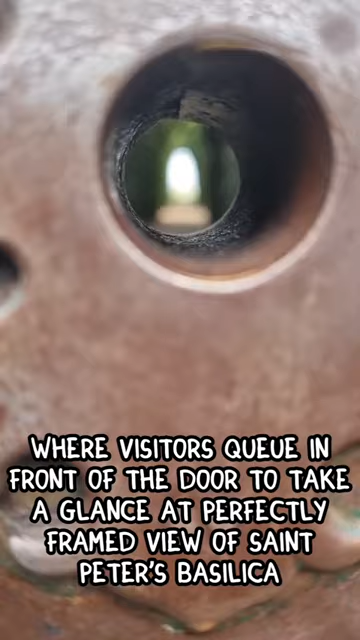 WHERE VISITORS QUEUE IN
FRONT OF THE DOOR TO TAKE
A GLANCE AT PERFECTLY
FRAMED VIEW OF SAINT
PETER'S BASILICA